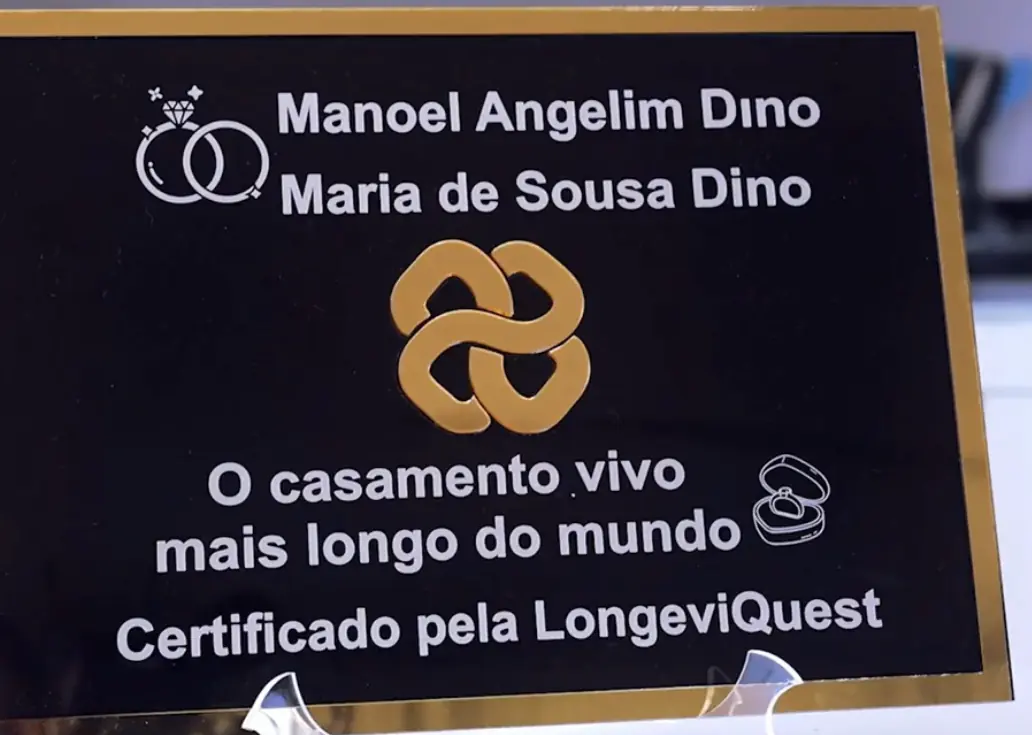 Manoel Angelim Dino
Maria de Sousa Dino
O casamento vivo
mais longo do mundo
Certificado pela LongeviQuest